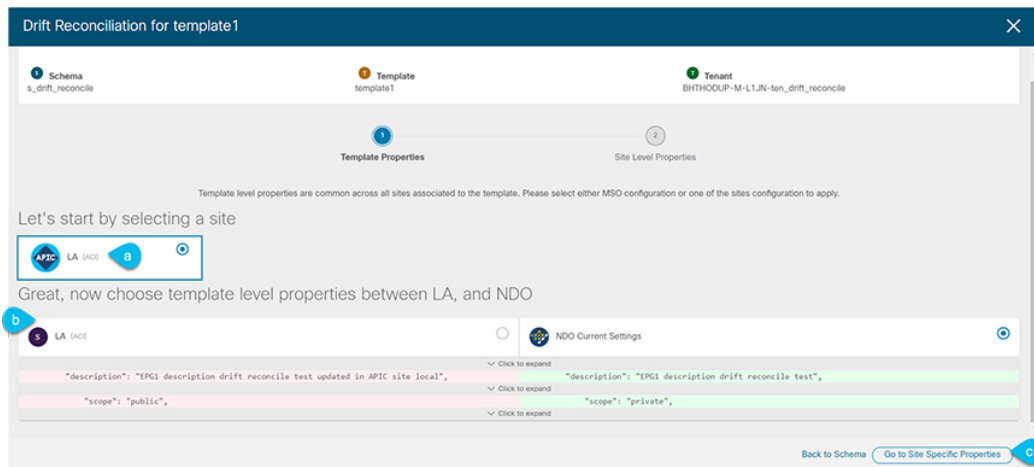 Drift Reconciliation for template1
S Schema
s_drift_reconcile
T Template
template1
T Tenant
BHTHODUP-M-L1JN-ten_drift_reconcile
1
Template Properties
2
Site Level Properties
Template level properties are common across all sites associated to the template. Please select either MSO configuration or one of the sites configuration to apply.
Let's start by selecting a site
APIC LA (ACI) a
Great, now choose template level properties between LA, and NDO
b
S LA (ACI)
NDO Current Settings
Click to expand
"description": "EPG1 description drift reconcile test updated in APIC site local",
"description": "EPG1 description drift reconcile test",
Click to expand
"scope": "public",
"scope": "private",
Click to expand
Back to Schema
Go to Site Specific Properties
c